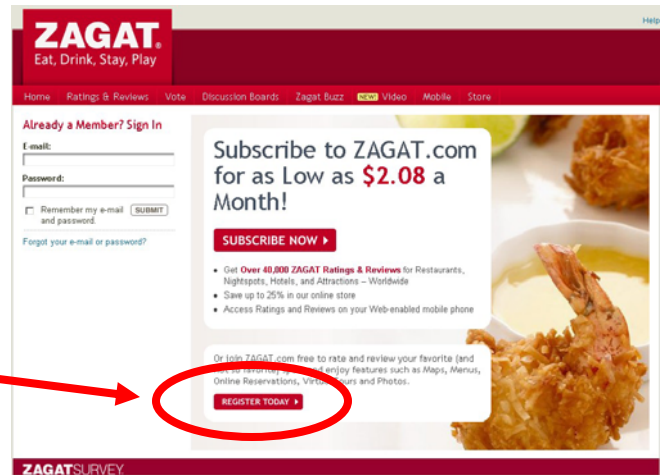 Help
ZAGAT®
Eat, Drink, Stay, Play
Home Ratings & Reviews Vote Discussion Boards Zagat Buzz NEW! Video Mobile Store
Already a Member? Sign In
E-mail:
Password:
Remember my e-mail and password.
SUBMIT
Forgot your e-mail or password?
Subscribe to ZAGAT.com
for as Low as $2.08 a
Month!
SUBSCRIBE NOW
• Get Over 40,000 ZAGAT Ratings & Reviews for Restaurants,
Nightspots, Hotels, and Attractions – Worldwide
• Save up to 25% in our online store
• Access Ratings and Reviews on your Web-enabled mobile phone
Or join ZAGAT.com free to rate and review your favorite (and
not so favorite) and enjoy features such as Maps, Menus,
Online Reservations, Virtual Tours and Photos.
REGISTER TODAY
ZAGATSURVEY